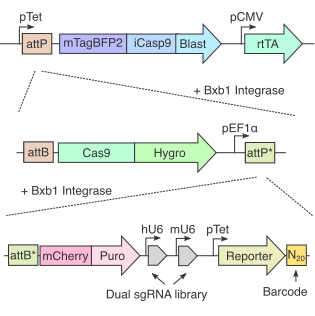 pTet pCMV
attP mTagBFP2 iCasp9 Blast rtTA
+ Bxb1 Integrase
pEF1α
attB Cas9 Hygro attP*
+ Bxb1 Integrase
hU6 mU6 pTet
attB* mCherry Puro Reporter N20
Dual sgRNA library Barcode